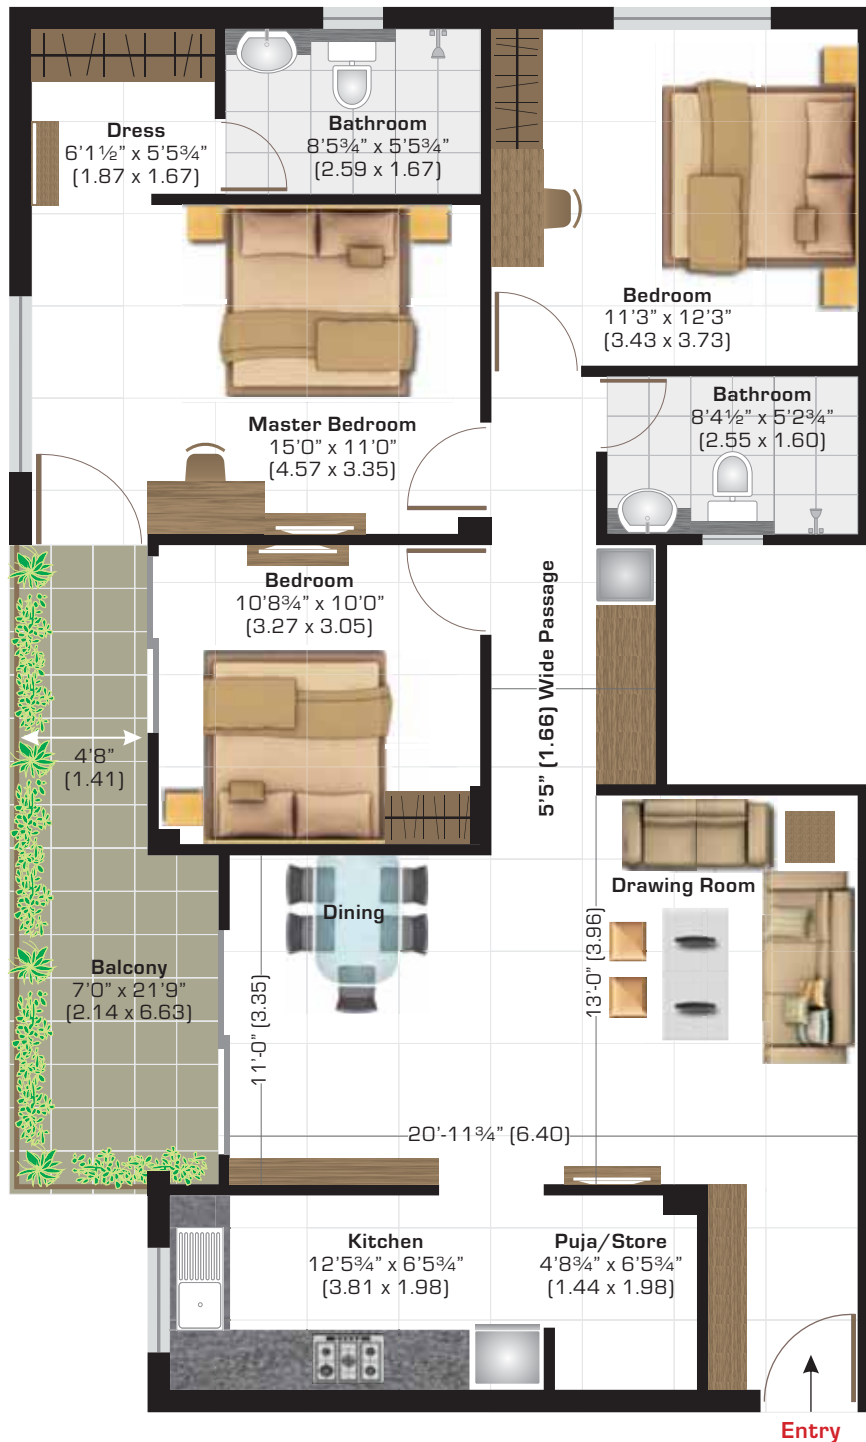 Dress
6’1½” x 5’5¾”
(1.87 x 1.67)
Bathroom
8’5¾” x 5’5¾”
(2.59 x 1.67)
Bedroom
11’3” x 12’3”
(3.43 x 3.73)
Bathroom
8’4½” x 5’2¾”
(2.55 x 1.60)
Master Bedroom
15’0” x 11’0”
(4.57 x 3.35)
Bedroom
10’8¾” x 10’0”
(3.27 x 3.05)
5’5” (1.66) Wide Passage
4’8”
(1.41)
Drawing Room
Dining
13’-0” (3.96)
Balcony
7’0” x 21’9”
(2.14 x 6.63)
11’-0” (3.35)
20’-11¾” (6.40)
Kitchen
12’5¾” x 6’5¾”
(3.81 x 1.98)
Puja/Store
4’8¾” x 6’5¾”
(1.44 x 1.98)
Entry